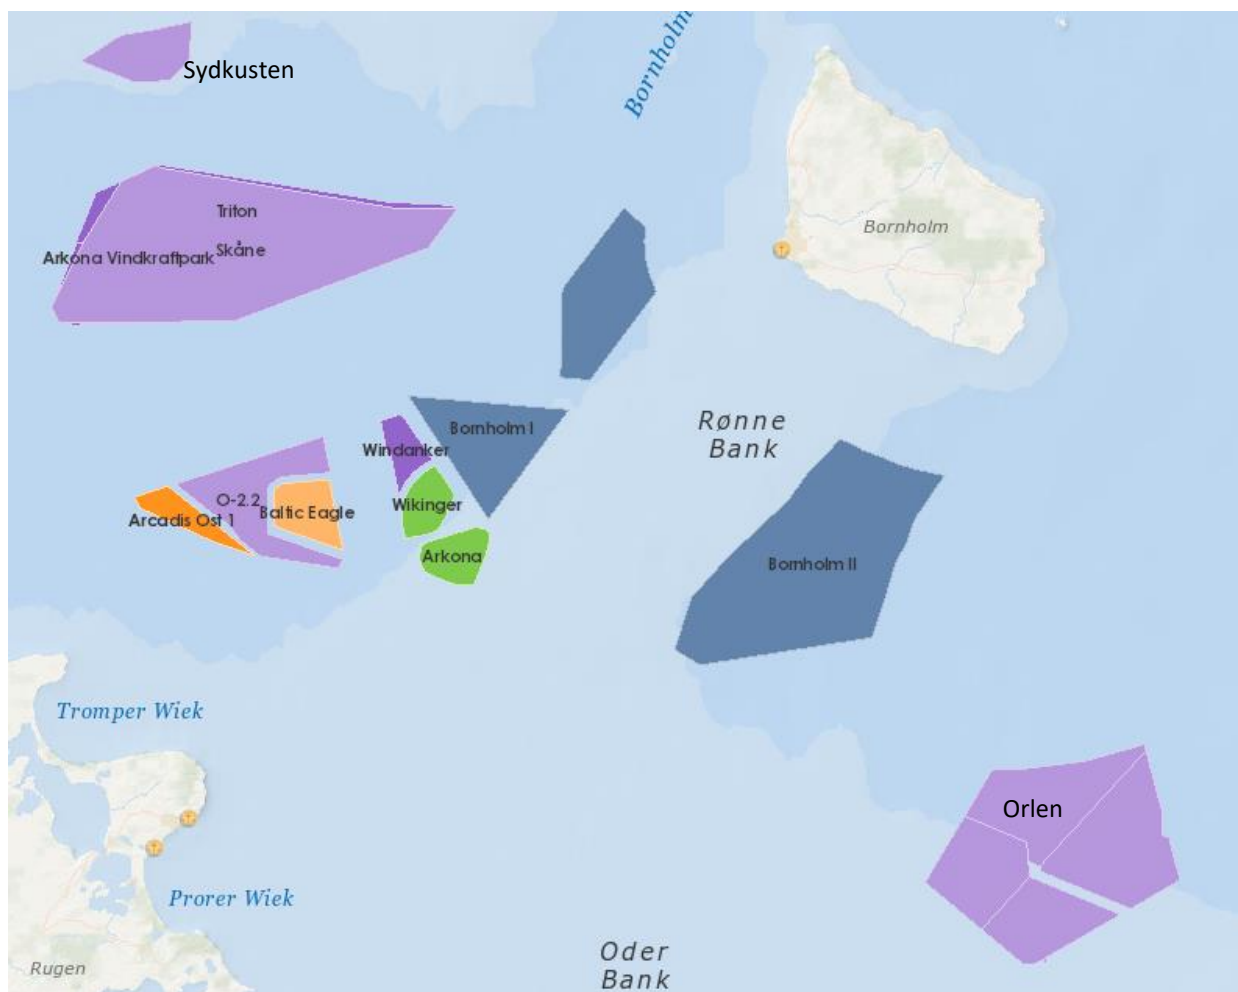 Sydkusten
Bornholm
Triton
Bornholm
Arkona Vindkraftpark
Skåne
Rønne
Bank
Bornholm I
Windanker
O-2.2
Wikinger
Baltic Eagle
Arcadis Ost 1
Arkona
Bornholm II
Tromper Wiek
Orlen
Prorer Wiek
Oder
Bank
Rugen